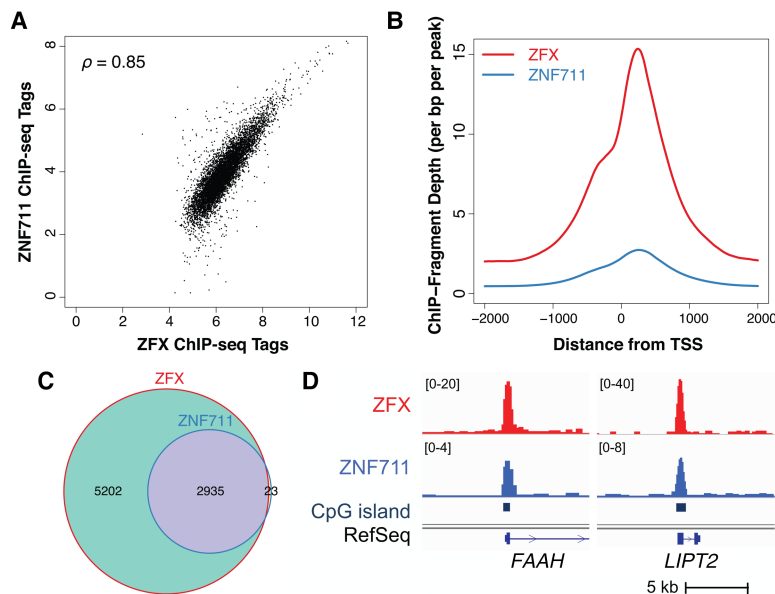 A
ρ = 0.85
ZNF711 ChIP-seq Tags
8
6
4
2
0
0 2 4 6 8 10 12
ZFX ChIP-seq Tags
B
ZFX
ZNF711
ChIP−Fragment Depth (per bp per peak)
15
10
5
0
−2000 −1000 0 1000 2000
Distance from TSS
C
ZFX
ZNF711
5202 2935 23
D
[0-20] [0-40]
ZFX
[0-4] [0-8]
ZNF711
CpG island
RefSeq
FAAH LIPT2
5 kb